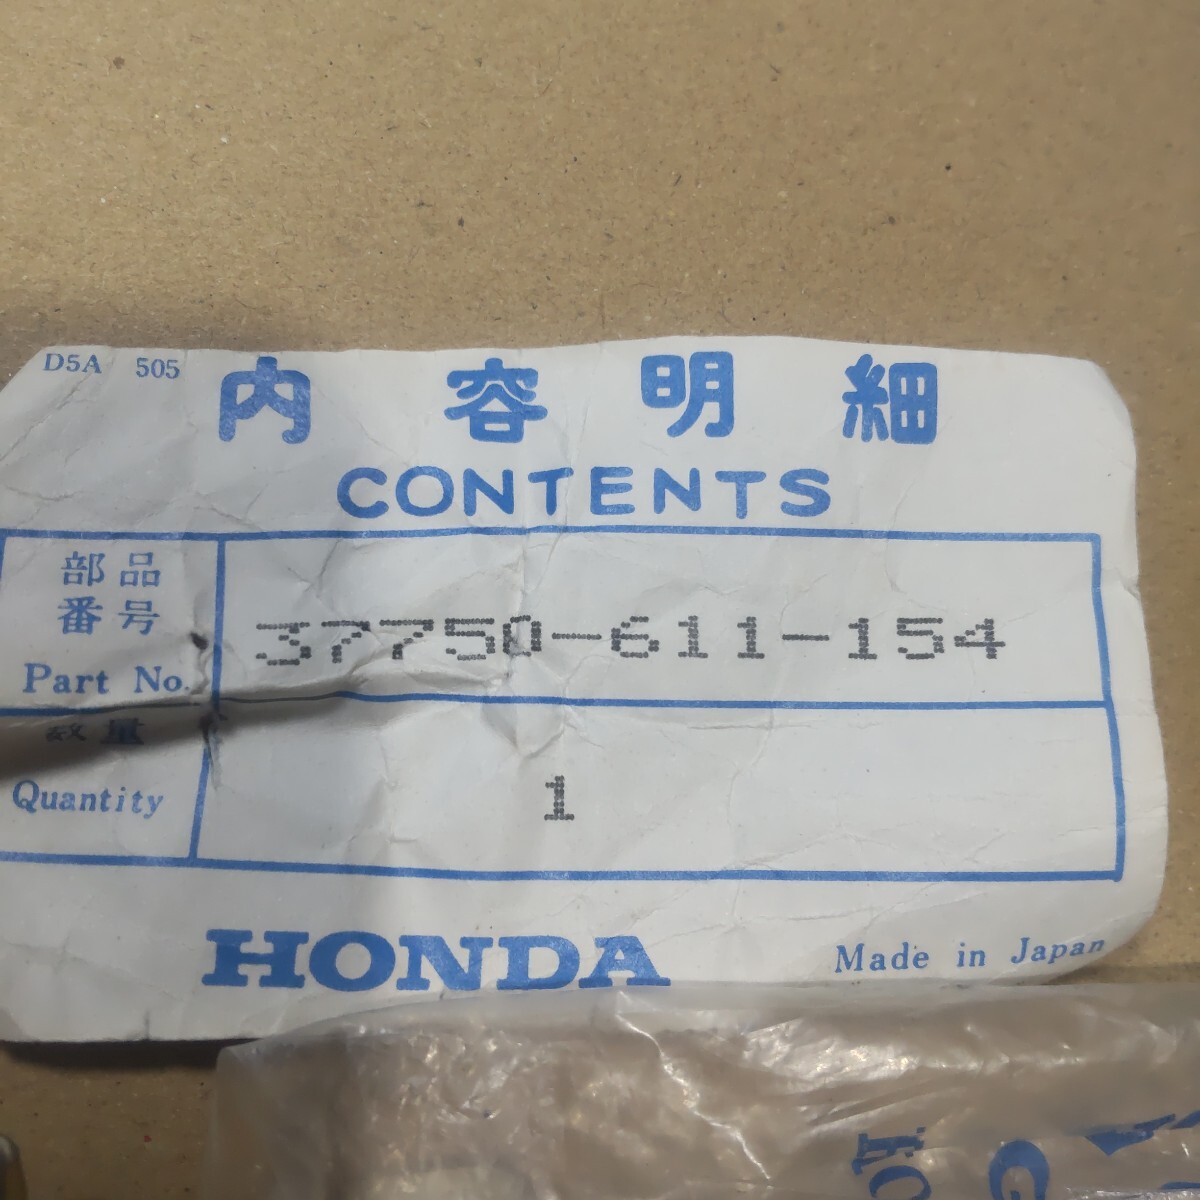 D5A 505
内容明細
CONTENTS
部品
番号
Part No.
37750-611-154
数量
Quantity
1
HONDA
Made in Japan